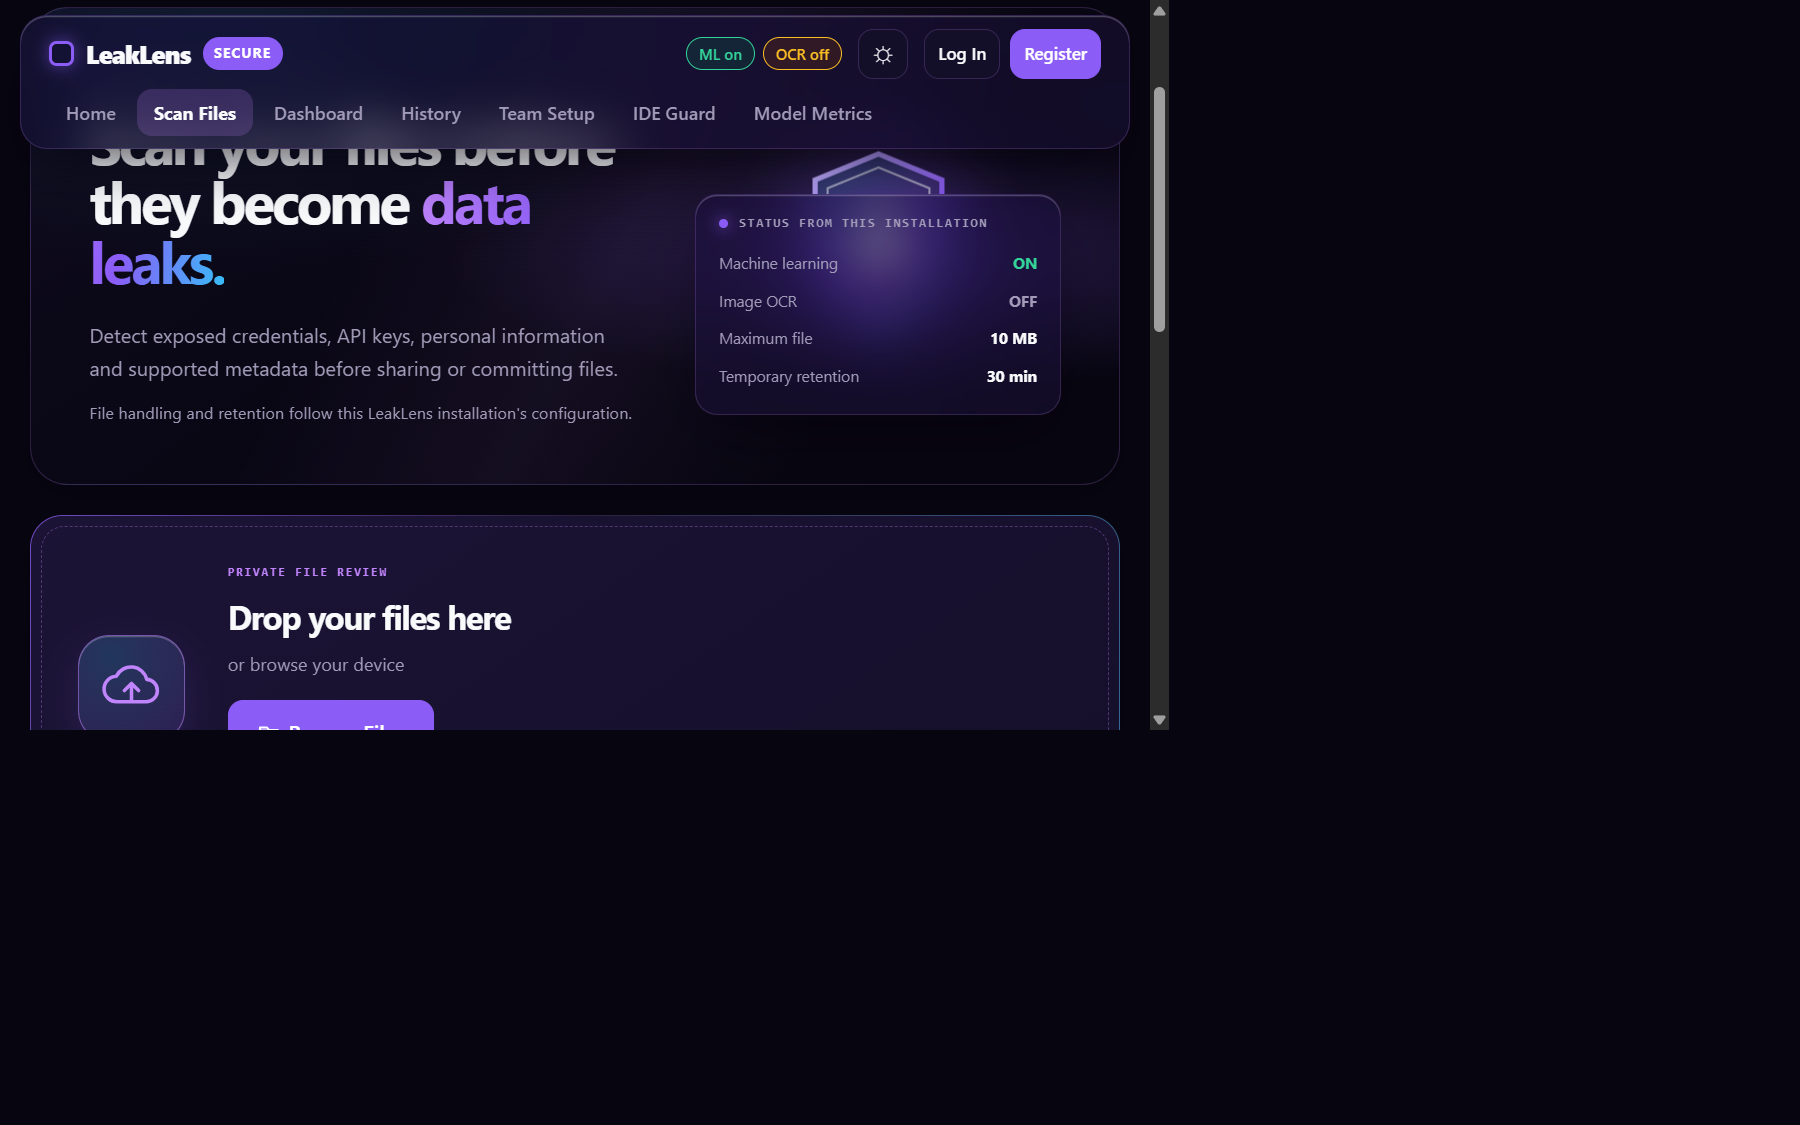 LeakLens SECURE ML on OCR off Log In Register
Home Scan Files Dashboard History Team Setup IDE Guard Model Metrics
Scan your files before
they become data
leaks.
Detect exposed credentials, API keys, personal information
and supported metadata before sharing or committing files.
File handling and retention follow this LeakLens installation's configuration.
STATUS FROM THIS INSTALLATION
Machine learning ON
Image OCR OFF
Maximum file 10 MB
Temporary retention 30 min
PRIVATE FILE REVIEW
Drop your files here
or browse your device